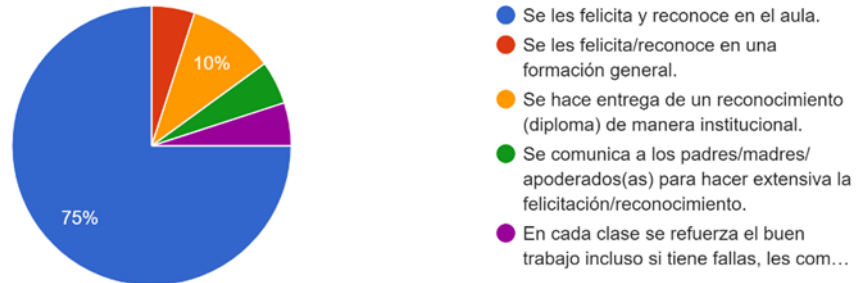 10%
75%
Se les felicita y reconoce en el aula.
Se les felicita/reconoce en una
formación general.
Se hace entrega de un reconocimiento
(diploma) de manera institucional.
Se comunica a los padres/madres/
apoderados(as) para hacer extensiva la
felicitación/reconocimiento.
En cada clase se refuerza el buen
trabajo incluso si tiene fallas, les com…